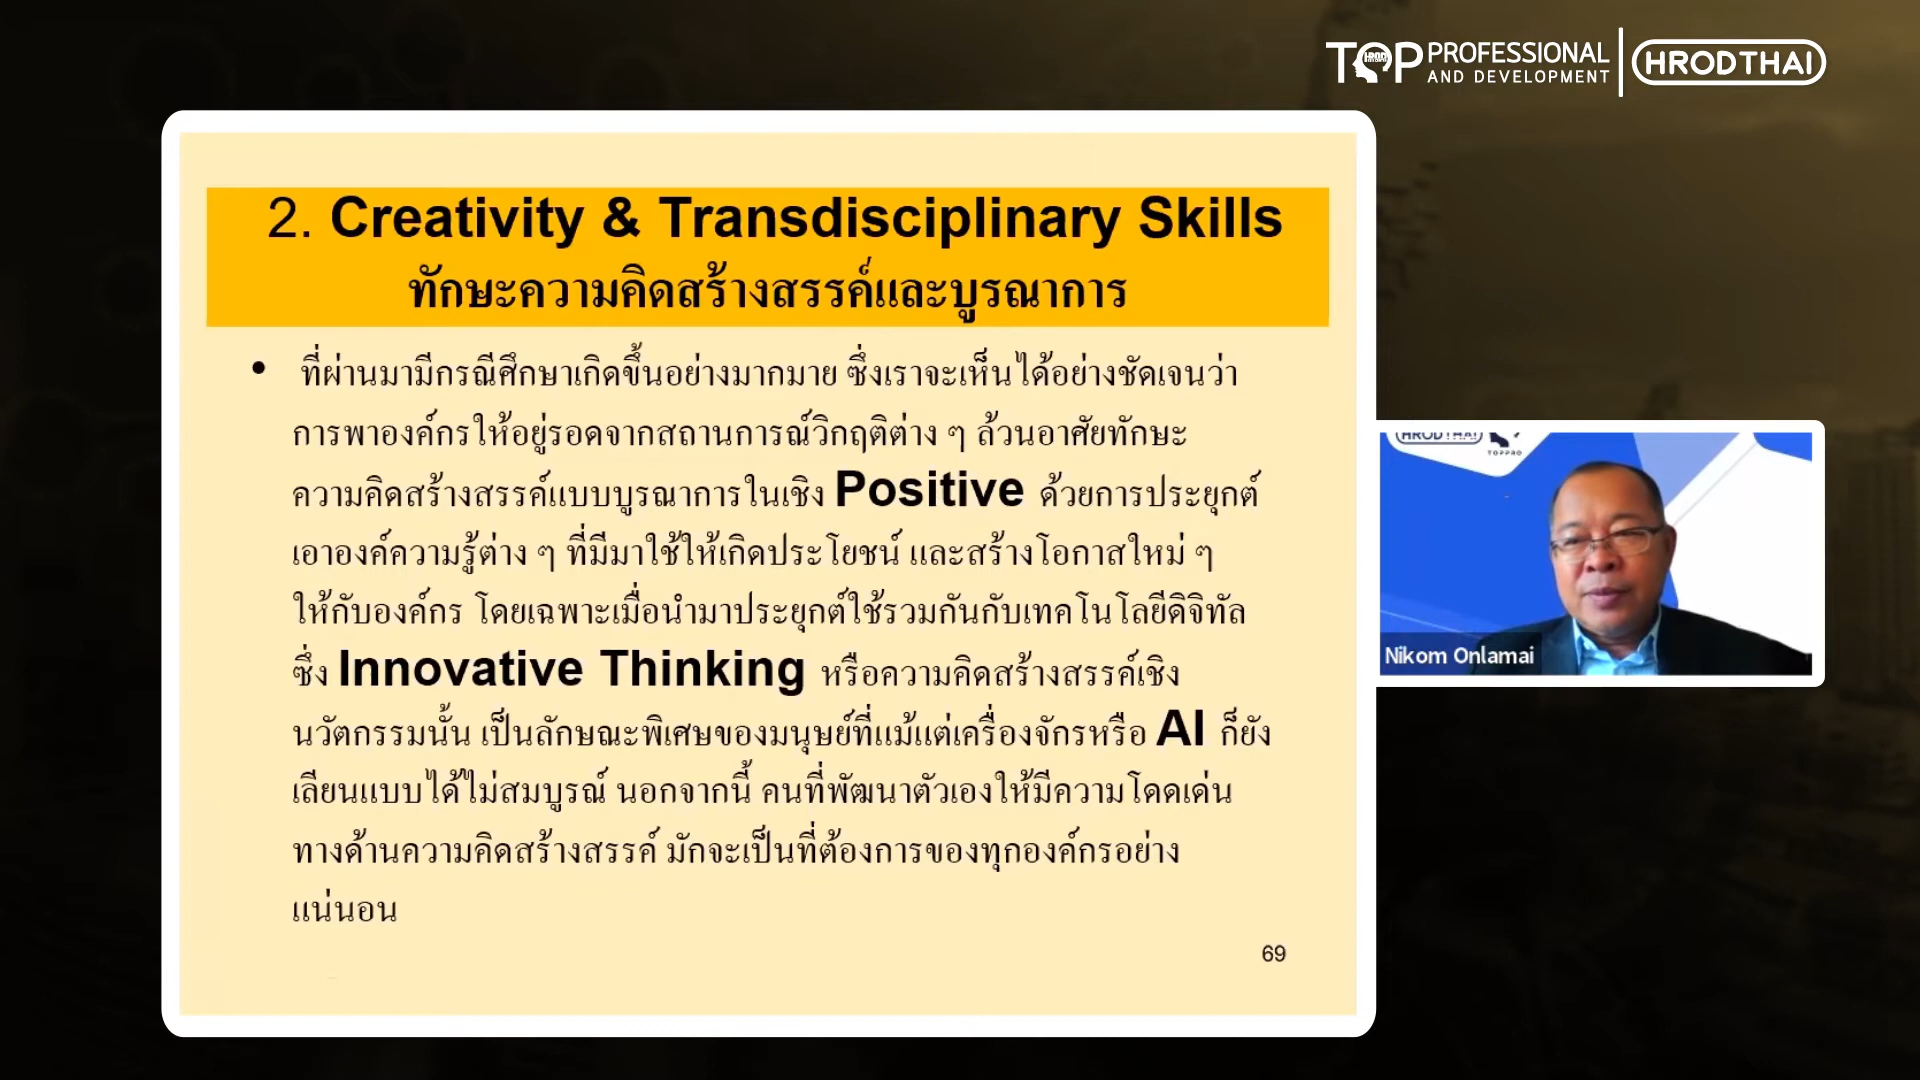 TOP PROFESSIONAL
AND DEVELOPMENT
HRODTHAI
2. Creativity & Transdisciplinary Skills
ทักษะความคิดสร้างสรรค์และบูรณาการ
• ที่ผ่านมามีกรณีศึกษาเกิดขึ้นอย่างมากมาย ซึ่งเราจะเห็นได้อย่างชัดเจนว่า
การพาองค์กรให้อยู่รอดจากสถานการณ์วิกฤติต่าง ๆ ล้วนอาศัยทักษะ
ความคิดสร้างสรรค์แบบบูรณาการในเชิง Positive ด้วยการประยุกต์
เอาองค์ความรู้ต่าง ๆ ที่มีมาใช้ให้เกิดประโยชน์ และสร้างโอกาสใหม่ ๆ
ให้กับองค์กร โดยเฉพาะเมื่อนำมาประยุกต์ใช้รวมกันกับเทคโนโลยีดิจิทัล
ซึ่ง Innovative Thinking หรือความคิดสร้างสรรค์เชิง
นวัตกรรมนั้น เป็นลักษณะพิเศษของมนุษย์ที่แม้แต่เครื่องจักรหรือ AI ก็ยัง
เลียนแบบได้ไม่สมบูรณ์ นอกจากนี้ คนที่พัฒนาตัวเองให้มีความโดดเด่น
ทางด้านความคิดสร้างสรรค์ มักจะเป็นที่ต้องการของทุกองค์กรอย่าง
แน่นอน
69
HRODTHAI
TOPPRO
Nikom Onlamai